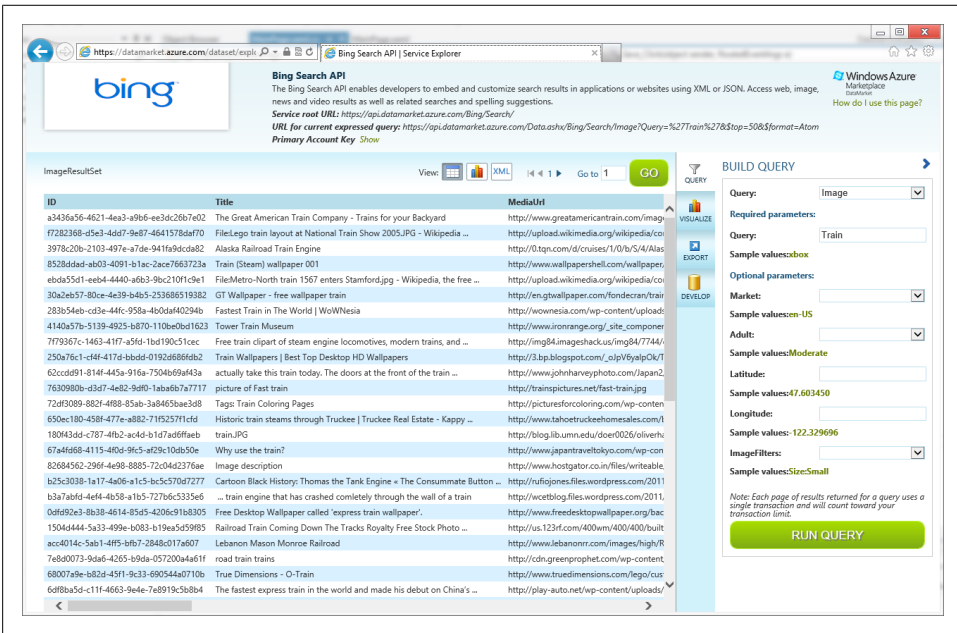 https://datamarket.azure.com/dataset/explo
Bing Search API | Service Explorer
bing
Bing Search API
The Bing Search API enables developers to embed and customize search results in applications or websites using XML or JSON. Access web, image,
news and video results as well as related searches and spelling
suggestions.
Service root URL: https://api.datamarket.azure.com/Bing/Search/
URL for current expressed query: https://api.datamarket.azure.com/Data.ashx/Bing/Search/Image?Query=%27Train%27&$top=50&$format=Atom
Primary Account Key Show
Windows Azure
Marketplace
DataMarket
How do I use this page?
ImageResultSet
View: XML 1 Go to 1 GO
ID Title MediaUrl
a3436a56-4621-4ea3-a9b6-ee3dc26b7e02 The Great American Train Company - Trains for your Backyard http://www.greatamericantrain.com/image
f7282368-d5e3-4dd7-9e87-4641578daf70 File:Lego train layout at National Train Show 2005.JPG - Wikipedia ... http://upload.wikimedia.org/wikipedia/co
3978c20b-2103-497e-a7de-941fa9dcda82 Alaska Railroad Train Engine http://0.tqn.com/d/cruises/1/0/b/S/4/Alas
8528ddad-ab03-4091-b1ac-2ace7663723a Train (Steam) wallpaper 001 http://www.wallpapershell.com/wallpaper,
ebda55d1-eeb4-4440-a6b3-9bc210f1c9e1 File:Metro-North train 1567 enters Stamford.jpg - Wikipedia, the free ... http://upload.wikimedia.org/wikipedia/co
30a2eb57-80ce-4e39-b4b5-253686519382 GT Wallpaper - free wallpaper train http://en.gtwallpaper.com/fondecran/trair
283b54eb-cd3e-44fc-958a-4b0daf40294b Fastest Train in The World | WoWNesia http://wownesia.com/wp-content/uploads
4140a57b-5139-4925-b870-110be0bd1623 Tower Train Museum http://www.ironrange.org/_site_componer
7f79367c-1463-41f7-a5fd-1bd190c51cec Free train clipart of steam engine locomotives, modern trains, and ... http://img84.imageshack.us/img84/7744/
250a76c1-cf4f-417d-bbdd-0192d686fdb2 Train Wallpapers | Best Top Desktop HD Wallpapers http://3.bp.blogspot.com/_oJpV6yalpOk/T
62ccdd91-814f-445a-916a-7504b69af43a actually take this train today. The doors at the front of the train ... http://www.johnharveyphoto.com/Japan2,
7630980b-d3d7-4e82-9df0-1aba6b7a7717 picture of Fast train http://trainspictures.net/fast-train.jpg
72df3089-882f-4f88-85ab-3a8465bae3d8 Tags: Train Coloring Pages http://picturesforcoloring.com/wp-conten
650ec180-458f-477e-a882-71f5257f1cfd Historic train steams through Truckee | Truckee Real Estate - Kappy ... http://www.tahoetruckeehomesales.com/l
180f43dd-c787-4fb2-ac4d-b1d7ad6ffaeb train.JPG http://blog.lib.umn.edu/doer0026/oliverha
67a4fd68-4115-4f0d-9fc5-af29c10db50e Why use the train? http://www.japantraveltokyo.com/wp-con
82684562-296f-4e98-8885-72c04d2376ae Image description http://www.hostgator.co.in/files/writeable,
b25c3038-1a17-4a06-a1c5-bc5c570d7277 Cartoon Black History: Thomas the Tank Engine « The Consummate Button ... http://rufiojones.files.wordpress.com/2011
b3a7abfd-4ef4-4b58-a1b5-727b6c5335e6 ... train engine that has crashed comletely through the wall of a train http://wcetblog.files.wordpress.com/2011,
0dfd92e3-8b38-4614-85d5-4206c91b8305 Free Desktop Wallpaper called 'express train wallpaper'. http://www.freedesktopwallpaper.org/bac
1504d444-5a33-499e-b083-b19ea5d59f85 Railroad Train Coming Down The Tracks Royalty Free Stock Photo ... http://us.123rf.com/400wm/400/400/built
acc4014c-5ab1-4ff5-bfb7-2848c017a607 Lebanon Mason Monroe Railroad http://www.lebanonrr.com/images/high/R
7e8d0073-9da6-4265-b9da-057200a4a61f road train trains http://cdn.greenprophet.com/wp-content,
68007a9e-b82d-45f1-9c33-690544a0710b True Dimensions - O-Train http://www.truedimensions.com/lego/cus
6df8ba5d-c11f-4663-9e4e-7e8919c5b8b4 The fastest express train in the world and made his debut on China's ... http://play-auto.net/wp-content/uploads/
QUERY
VISUALIZE
EXPORT
DEVELOP
BUILD QUERY
Query: Image
Required parameters:
Query: Train
Sample values:xbox
Optional parameters:
Market:
Sample values:en-US
Adult:
Sample values:Moderate
Latitude:
Sample values:47.603450
Longitude:
Sample values:-122.329696
ImageFilters:
Sample values:Size:Small
Note: Each page of results returned for a query uses a
single transaction and will count toward your
transaction limit.
RUN QUERY